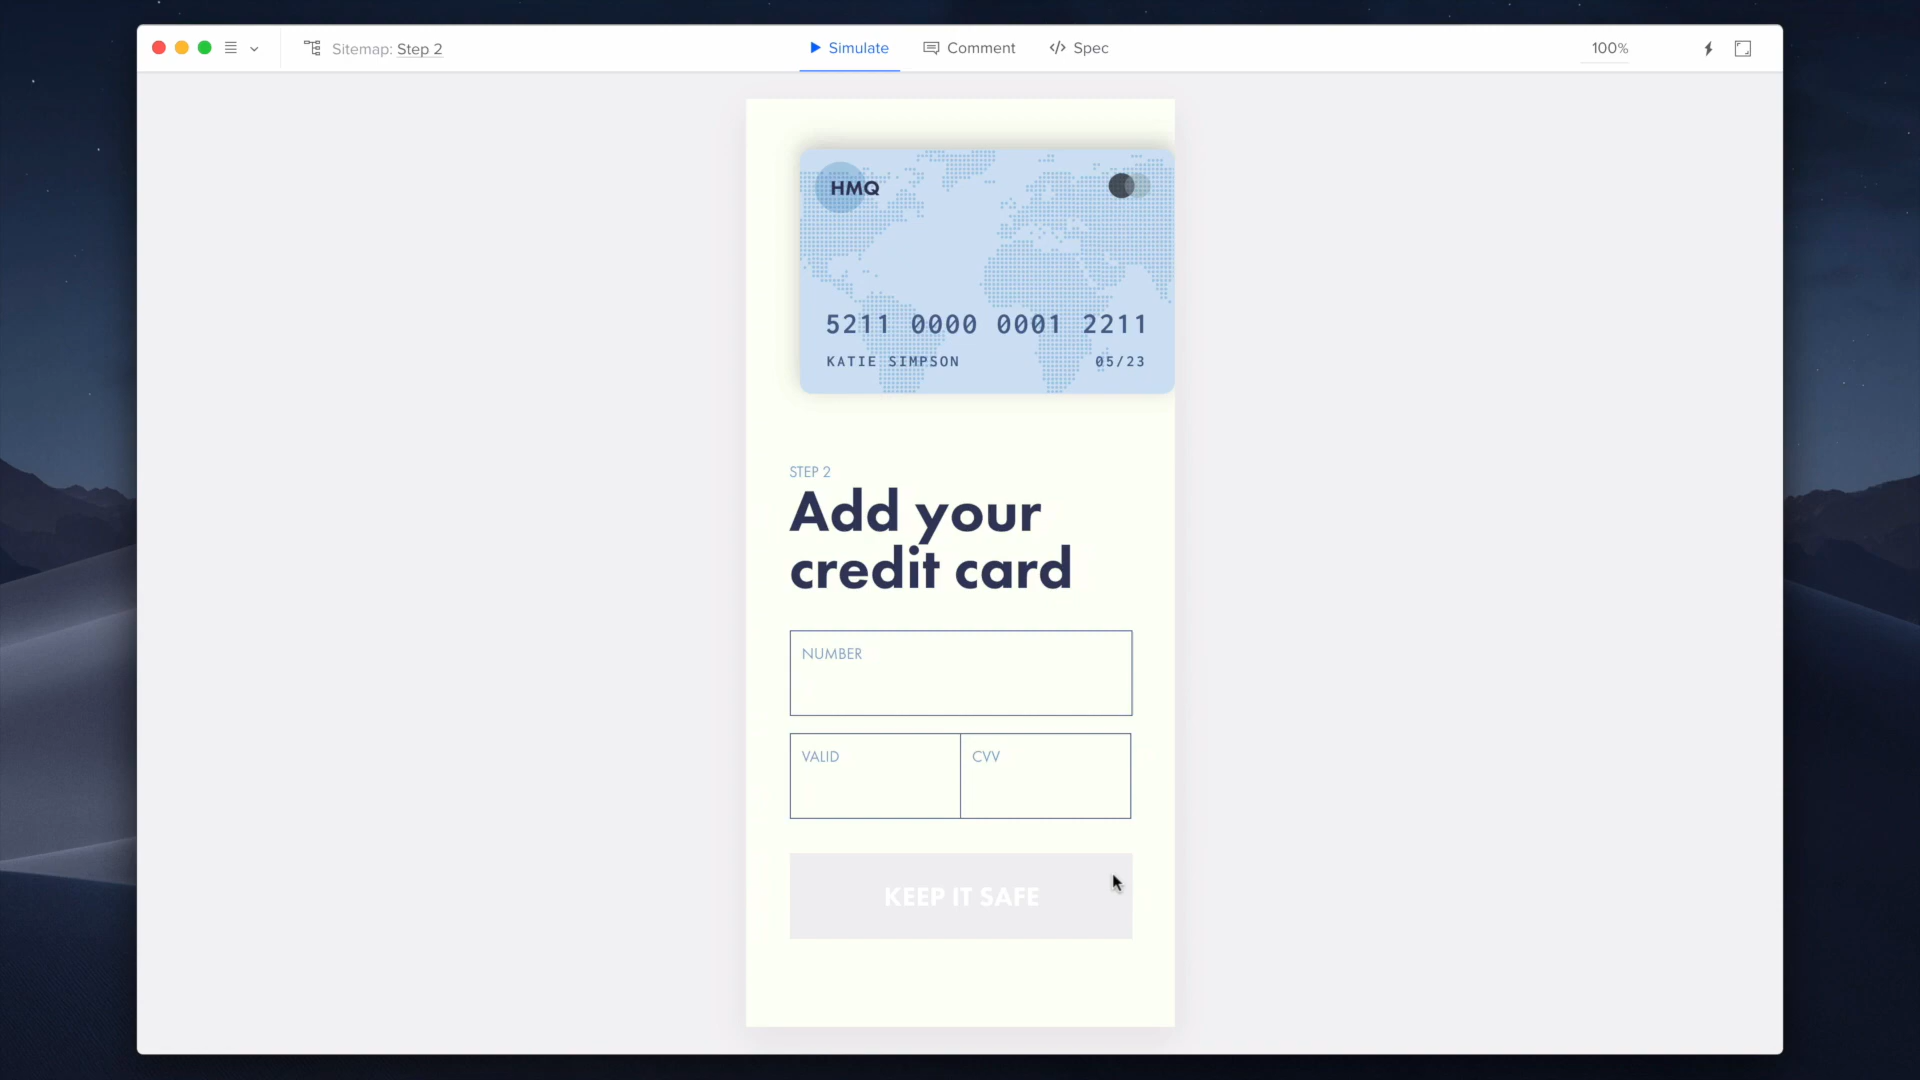 Sitemap: Step 2
Simulate
Comment
Spec
100%
HMQ
5211 0000 0001 2211
KATIE SIMPSON 05/23
STEP 2
Add your
credit card
NUMBER
VALID
CVV
KEEP IT SAFE